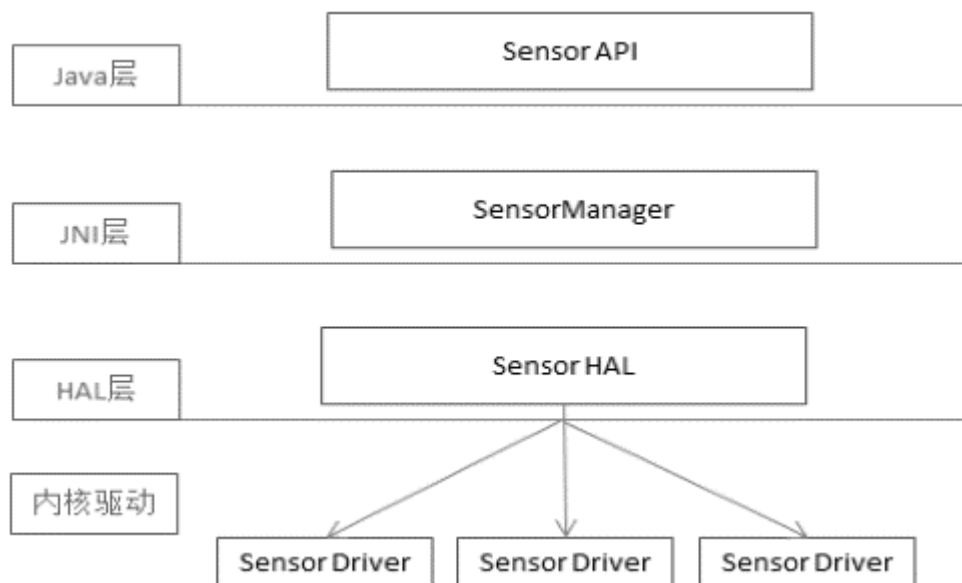 Sensor API
Java层
SensorManager
JNI层
Sensor HAL
HAL层
内核驱动
Sensor Driver
Sensor Driver
Sensor Driver